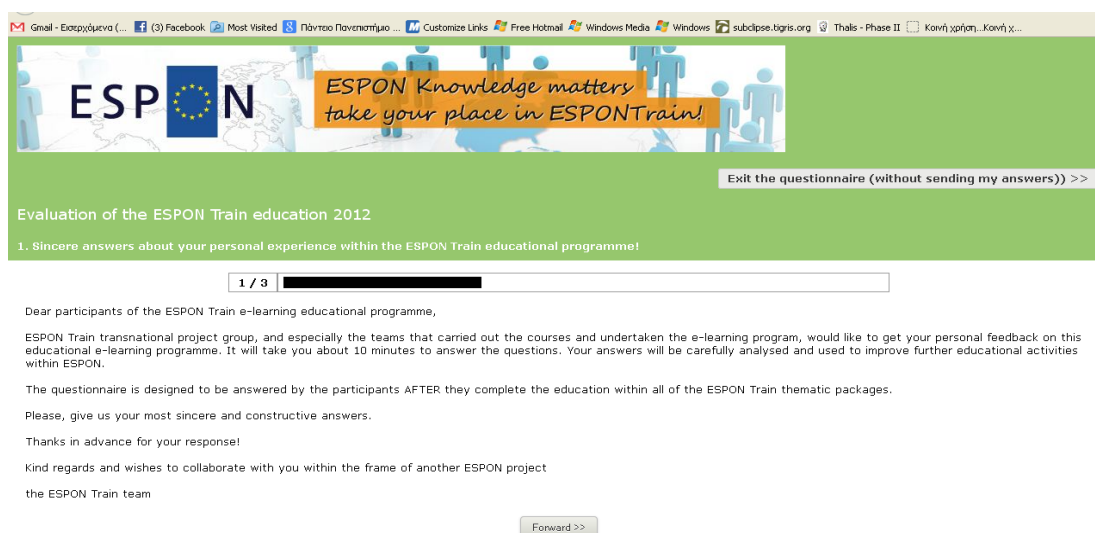 Gmail - Εισερχόμενα (... (3) Facebook Most Visited Πάντειο Πανεπιστήμιο ... Customize Links Free Hotmail Windows Media Windows subclipse.tigris.org Thalis - Phase II Κοινή χρήση...Κοινή χ...
ESPON
ESPON Knowledge matters
take your place in ESPONTrain!
Exit the questionnaire (without sending my answers)) >>
Evaluation of the ESPON Train education 2012
1. Sincere answers about your personal experience within the ESPON Train educational programme!
1 / 3
Dear participants of the ESPON Train e-learning educational programme,
ESPON Train transnational project group, and especially the teams that carried out the courses and undertaken the e-learning program, would like to get your personal feedback on this
educational e-learning programme. It will take you about 10 minutes to answer the questions. Your answers will be carefully analysed and used to improve further educational activities
within ESPON.
The questionnaire is designed to be answered by the participants AFTER they complete the education within all of the ESPON Train thematic packages.
Please, give us your most sincere and constructive answers.
Thanks in advance for your response!
Kind regards and wishes to collaborate with you within the frame of another ESPON project
the ESPON Train team
Forward >>